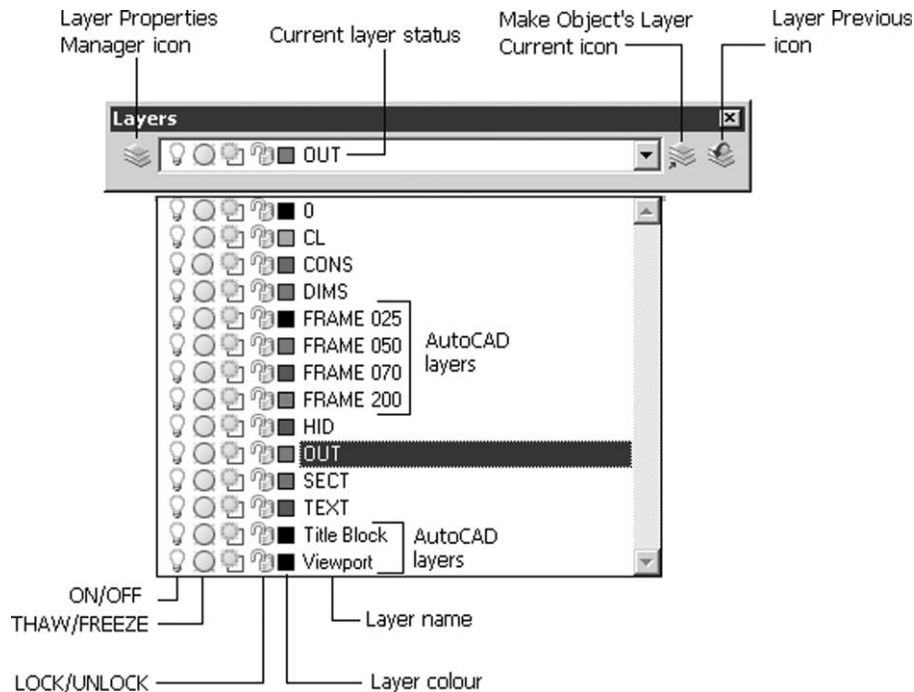 Layer Properties
Manager icon
Current layer status
Make Object's Layer
Current icon
Layer Previous
icon
Layers
OUT
0
CL
CONS
DIMS
FRAME 025
FRAME 050
FRAME 070
FRAME 200
AutoCAD
layers
HID
OUT
SECT
TEXT
Title Block
Viewport
AutoCAD
layers
ON/OFF
THAW/FREEZE
LOCK/UNLOCK
Layer name
Layer colour